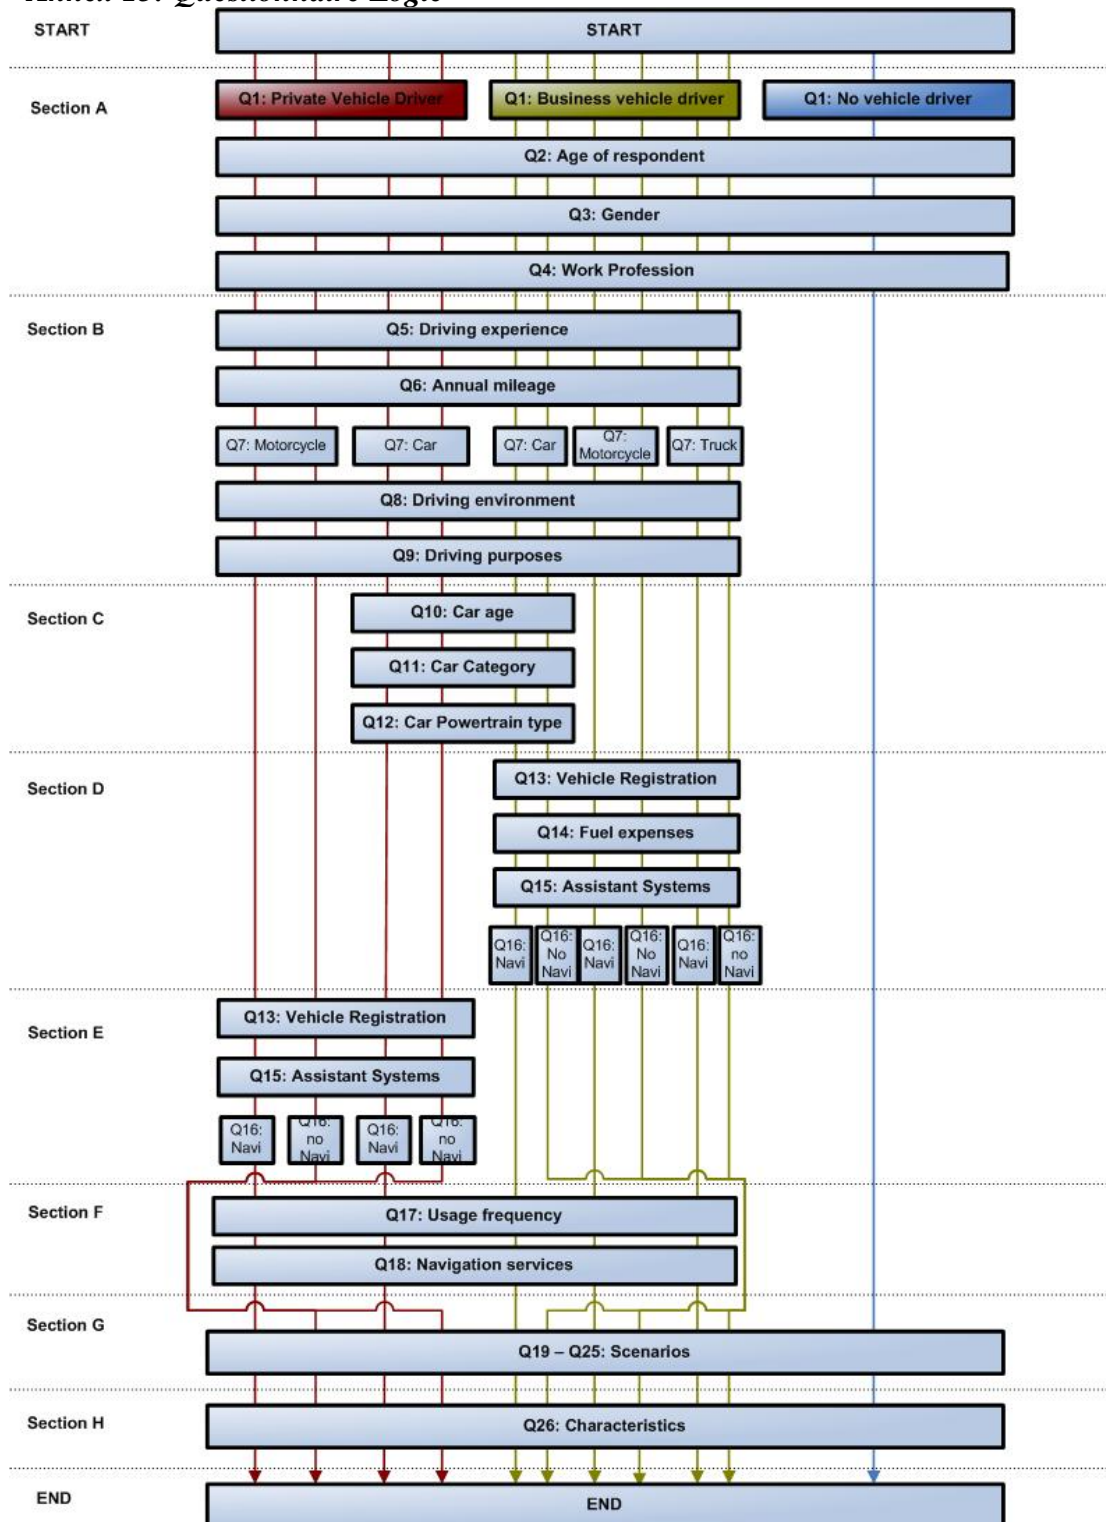 Annex 13: Questionnaire Logic
START
START
Section A
Q1: Private Vehicle Driver
Q1: Business vehicle driver
Q1: No vehicle driver
Q2: Age of respondent
Q3: Gender
Q4: Work Profession
Section B
Q5: Driving experience
Q6: Annual mileage
Q7: Motorcycle
Q7: Car
Q7: Car
Q7:
Motorcycle
Q7: Truck
Q8: Driving environment
Q9: Driving purposes
Section C
Q10: Car age
Q11: Car Category
Q12: Car Powertrain type
Section D
Q13: Vehicle Registration
Q14: Fuel expenses
Q15: Assistant Systems
Q16:
Navi
Q16:
No
Navi
Q16:
Navi
Q16:
No
Navi
Q16:
Navi
Q16:
no
Navi
Section E
Q13: Vehicle Registration
Q15: Assistant Systems
Q16:
Navi
Q16:
no
Navi
Q16:
Navi
Q16:
no
Navi
Section F
Q17: Usage frequency
Q18: Navigation services
Section G
Q19 – Q25: Scenarios
Section H
Q26: Characteristics
END
END